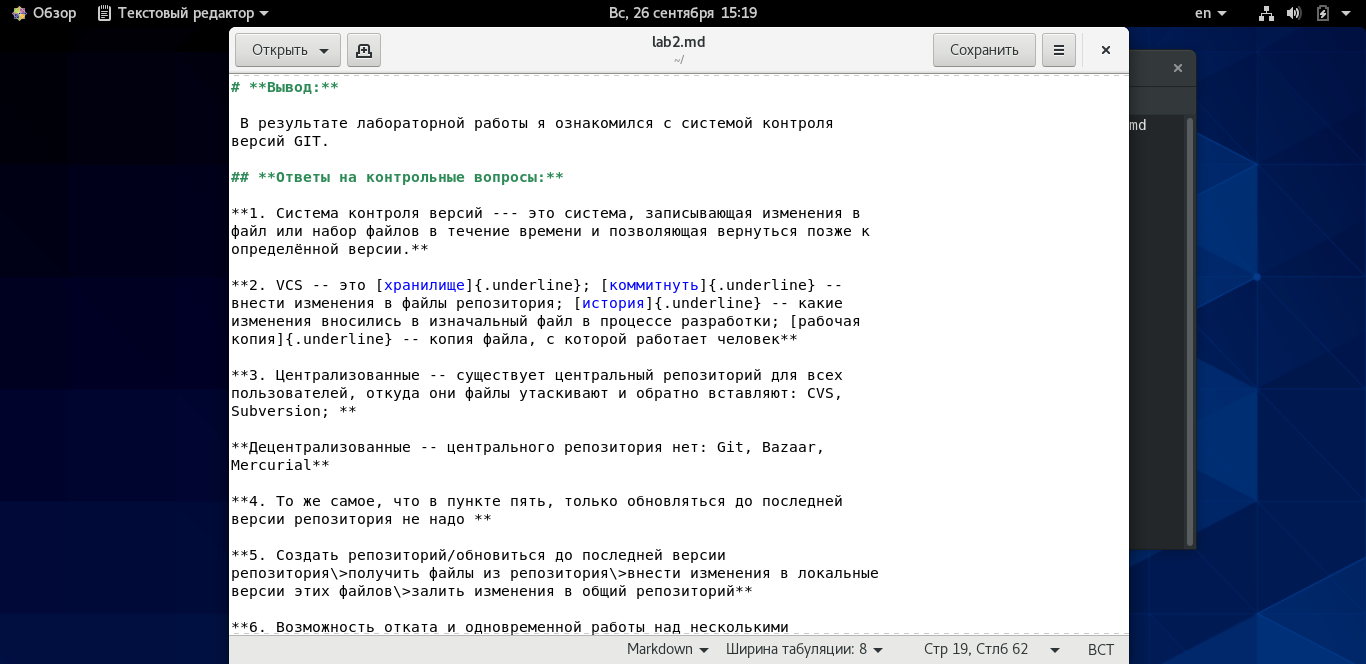 Обзор Текстовый редактор Вс, 26 сентября 15:19 en
Открыть lab2.md Сохранить
~/
md
# **Вывод:**
В результате лабораторной работы я ознакомился с системой контроля
версий GIT.
## **Ответы на контрольные вопросы:**
**1. Система контроля версий --- это система, записывающая изменения в
файл или набор файлов в течение времени и позволяющая вернуться позже к
определённой версии.**
**2. VCS -- это [хранилище]{.underline}; [коммитнуть]{.underline} --
внести изменения в файлы репозитория; [история]{.underline} -- какие
изменения вносились в изначальный файл в процессе разработки; [рабочая
копия]{.underline} -- копия файла, с которой работает человек**
**3. Централизованные -- существует центральный репозиторий для всех
пользователей, откуда они файлы утаскивают и обратно вставляют: CVS,
Subversion; **
**Децентрализованные -- центрального репозитория нет: Git, Bazaar,
Mercurial**
**4. То же самое, что в пункте пять, только обновляться до последней
версии репозитория не надо **
**5. Создать репозиторий/обновиться до последней версии
репозитория\>получить файлы из репозитория\>внести изменения в локальные
версии этих файлов\>залить изменения в общий репозиторий**
**6. Возможность отката и одновременной работы над несколькими
Markdown Ширина табуляции: 8 Стр 19, Стлб 62 ВСТ